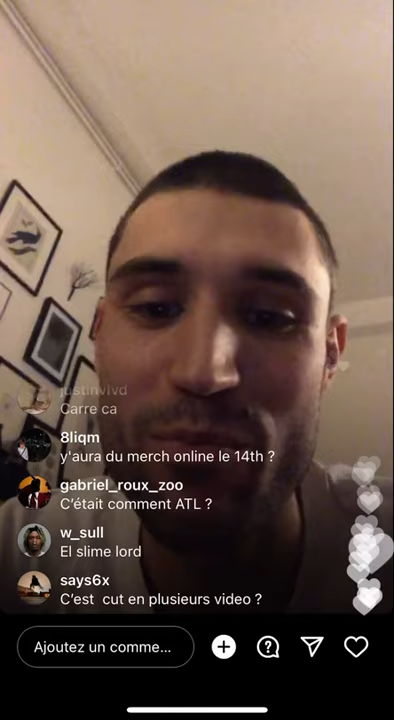 justinvlvd
Carre ca
8liqm
y'aura du merch online le 14th ?
gabriel_roux_zoo
C'était comment ATL ?
w_sull
El slime lord
says6x
C'est cut en plusieurs video ?
Ajoutez un comme...